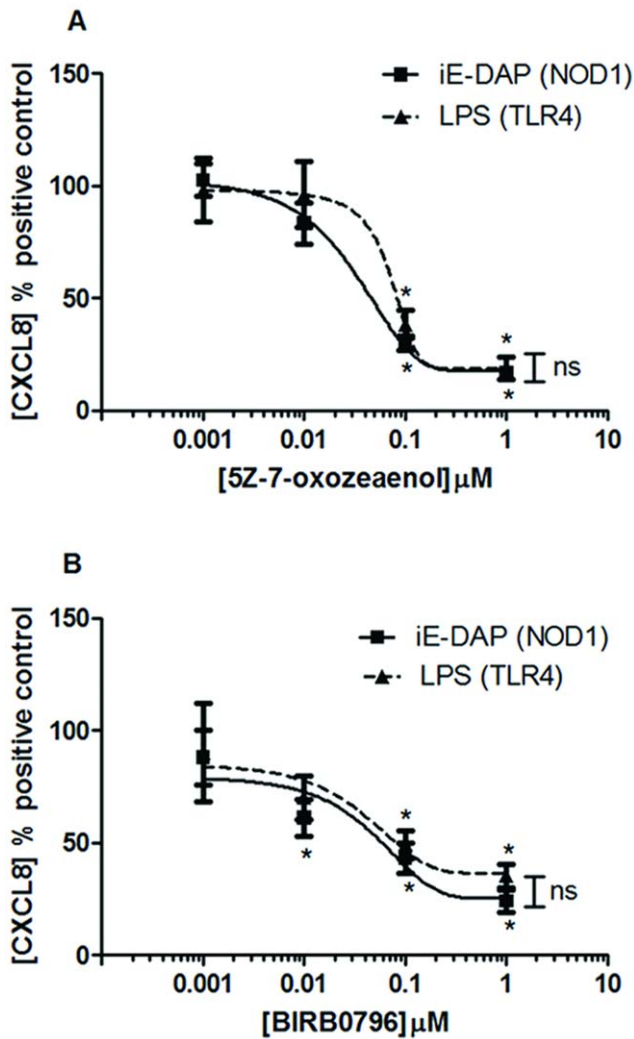 A
150
100
50
0
[CXCL8] % positive control
iE-DAP (NOD1)
LPS (TLR4)
*
*
*
*
ns
0.001 0.01 0.1 1 10
[5Z-7-oxozeaenol]μM
B
150
100
50
0
[CXCL8] % positive control
iE-DAP (NOD1)
LPS (TLR4)
*
*
*
*
*
ns
0.001 0.01 0.1 1 10
[BIRB0796]μM